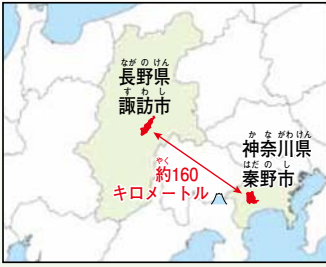 ながのけん
長野県
すわし
諏訪市
かながわけん
神奈川県
はだのし
秦野市
やく
約160
キロメートル